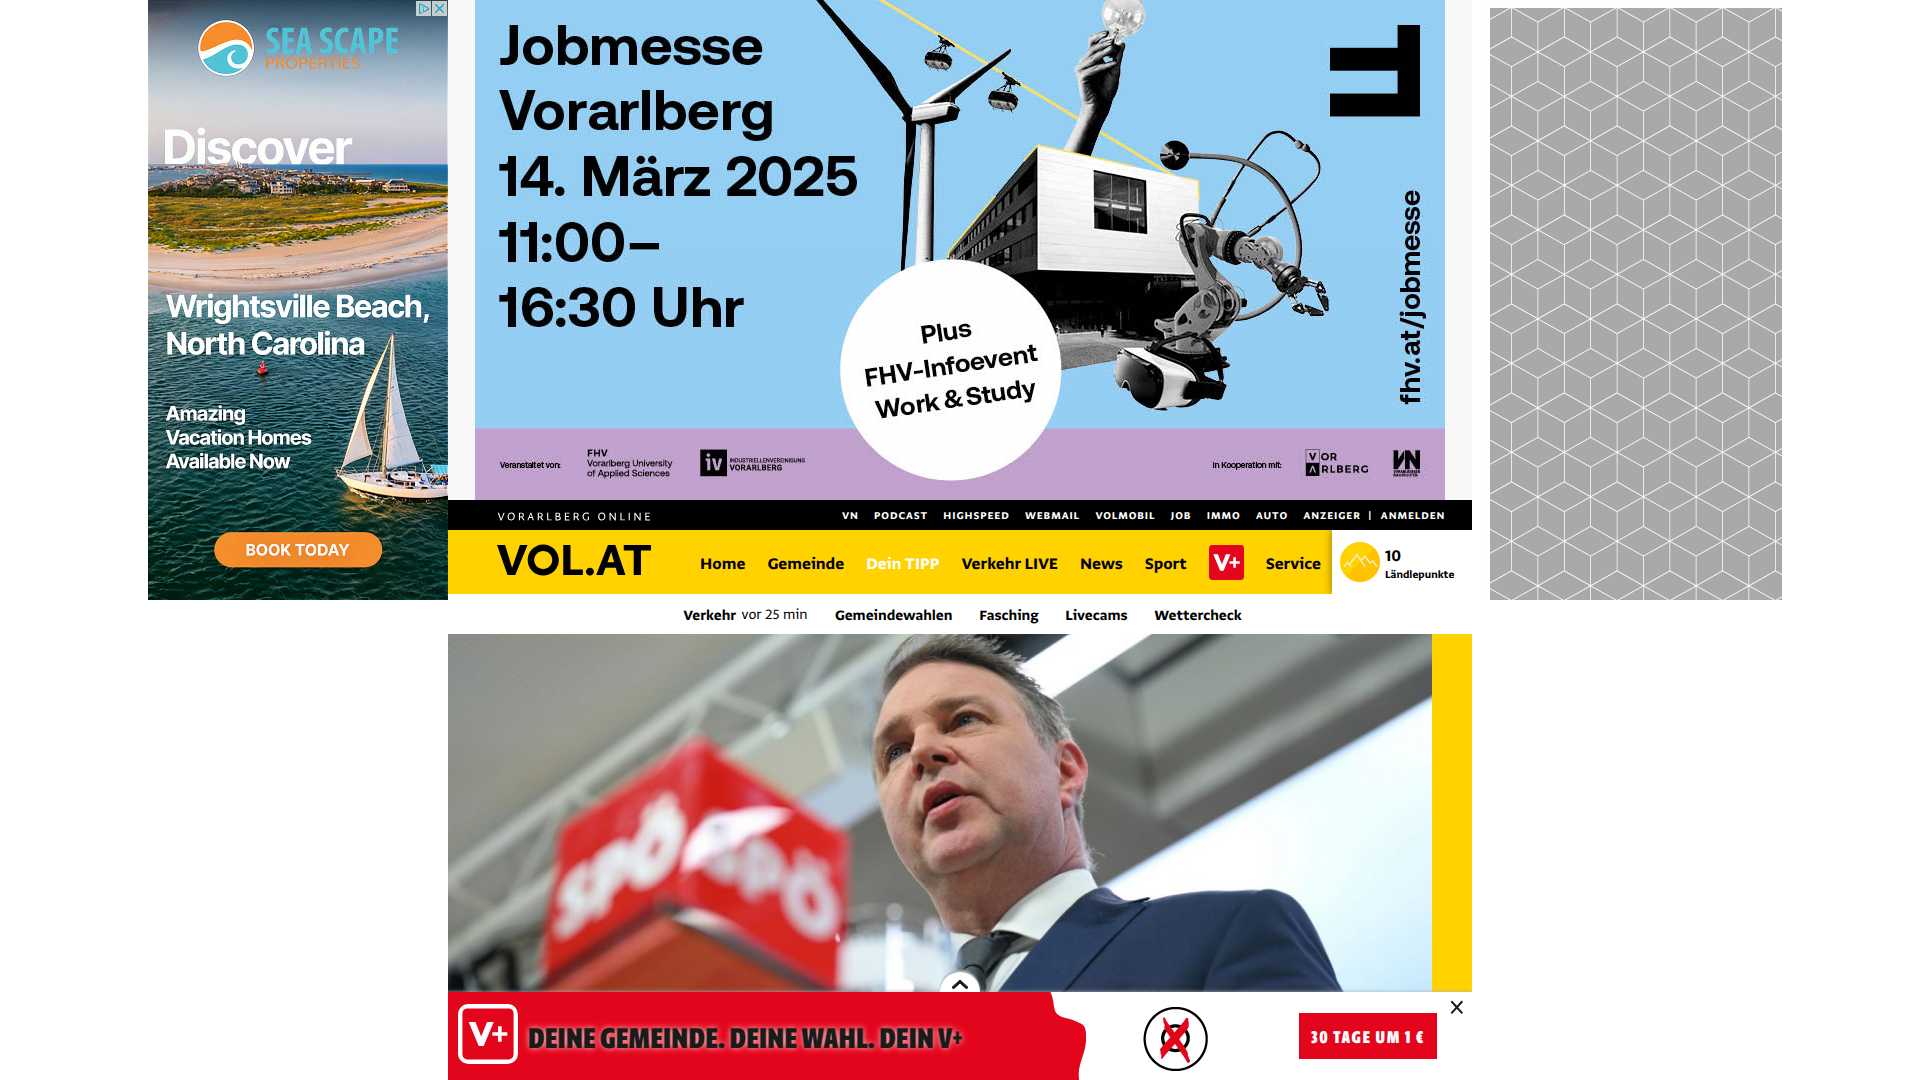 SEA SCAPE
PROPERTIES
Discover
Wrightsville Beach,
North Carolina
Amazing
Vacation Homes
Available Now
BOOK TODAY
Jobmesse
Vorarlberg
14. März 2025
11:00–
16:30 Uhr
Plus
FHV-Infoevent
Work & Study
fhv.at/jobmesse
Veranstaltet von:
FHV
Vorarlberg University
of Applied Sciences
iv
INDUSTRIELLENVEREINIGUNG
VORARLBERG
In Kooperation mit:
VOR
ARLBERG
VN
VORARLBERG ONLINE
VN PODCAST HIGHSPEED WEBMAIL VOLMOBIL JOB IMMO AUTO ANZEIGER | ANMELDEN
VOL.AT
Home Gemeinde Dein TIPP Verkehr LIVE News Sport V+ Service
10
Ländlepunkte
Verkehr vor 25 min Gemeindewahlen Fasching Livecams Wettercheck
SPÖ SPÖ
V+ DEINE GEMEINDE. DEINE WAHL. DEIN V+
30 TAGE UM 1 €